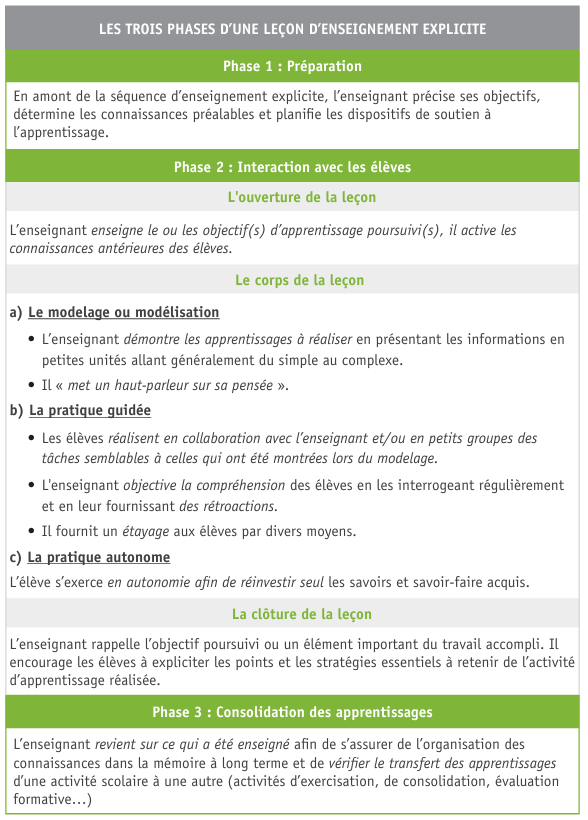 LES TROIS PHASES D'UNE LEÇON D'ENSEIGNEMENT EXPLICITE
Phase 1 : Préparation
En amont de la séquence d'enseignement explicite, l'enseignant précise ses objectifs,
détermine les connaissances préalables et planifie les dispositifs de soutien à
l'apprentissage.
Phase 2 : Interaction avec les élèves
L'ouverture de la leçon
L'enseignant enseigne le ou les objectif(s) d'apprentissage poursuivi(s), il active les
connaissances antérieures des élèves.
Le corps de la leçon
a) Le modelage ou modélisation
• L'enseignant démontre les apprentissages à réaliser en présentant les informations en
petites unités allant généralement du simple au complexe.
• Il « met un haut-parleur sur sa pensée ».
b) La pratique guidée
• Les élèves réalisent en collaboration avec l'enseignant et/ou en petits groupes des
tâches semblables à celles qui ont été montrées lors du modelage.
• L'enseignant objective la compréhension des élèves en les interrogeant régulièrement
et en leur fournissant des rétroactions.
• Il fournit un étayage aux élèves par divers moyens.
c) La pratique autonome
L'élève s'exerce en autonomie afin de réinvestir seul les savoirs et savoir-faire acquis.
La clôture de la leçon
L'enseignant rappelle l'objectif poursuivi ou un élément important du travail accompli. Il
encourage les élèves à expliciter les points et les stratégies essentiels à retenir de l'activité
d'apprentissage réalisée.
Phase 3 : Consolidation des apprentissages
L'enseignant revient sur ce qui a été enseigné afin de s'assurer de l'organisation des
connaissances dans la mémoire à long terme et de vérifier le transfert des apprentissages
d'une activité scolaire à une autre (activités d'exercisation, de consolidation, évaluation
formative...)